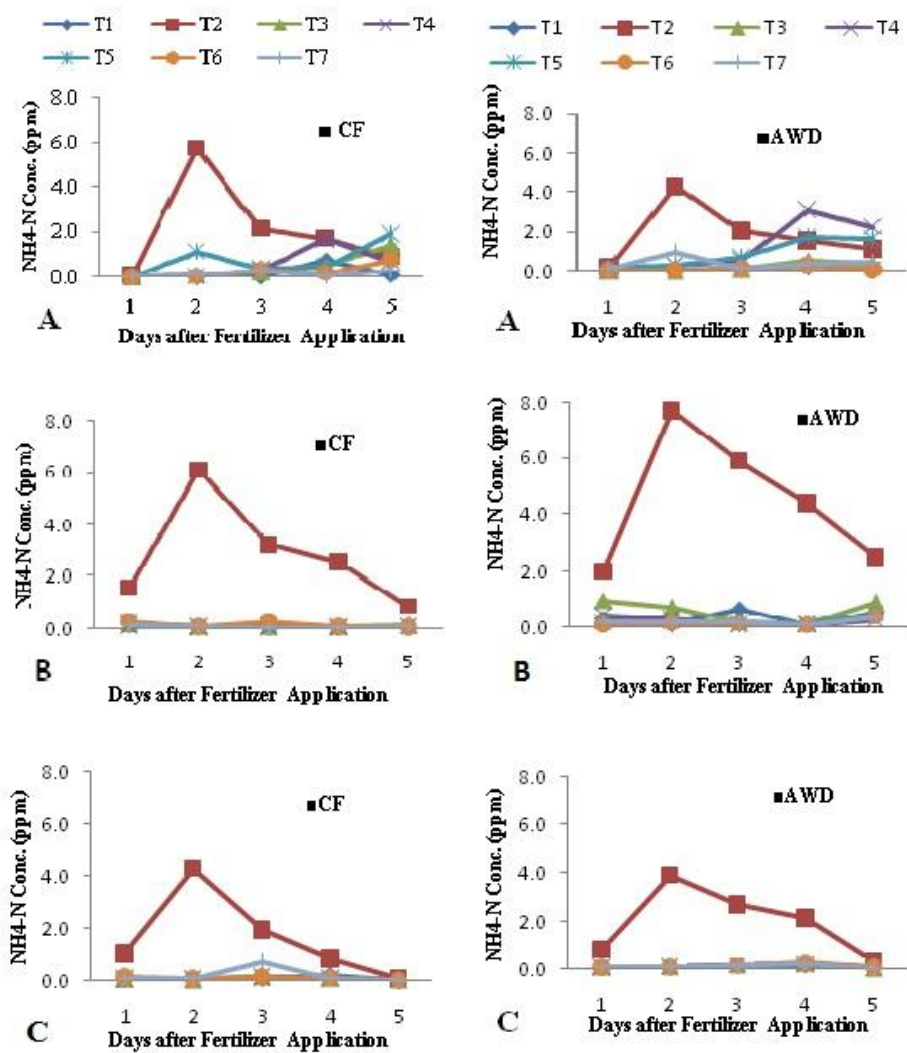 T1 T2 T3 T4
T5 T6 T7
NH4-N Conc. (ppm)
8.0
6.0
4.0
2.0
0.0
■ CF
1 2 3 4 5
A
Days after Fertilizer Application
T1 T2 T3 T4
T5 T6 T7
NH4-N Conc. (ppm)
8.0
6.0
4.0
2.0
0.0
■AWD
1 2 3 4 5
A
Days after Fertilizer Application
NH4-N Conc. (ppm)
8.0
6.0
4.0
2.0
0.0
■CF
1 2 3 4 5
B
Days after Fertilizer Application
NH4-N Conc. (ppm)
8.0
6.0
4.0
2.0
0.0
■AWD
1 2 3 4 5
B
Days after Fertilizer Application
NH4-N Conc. (ppm)
8.0
6.0
4.0
2.0
0.0
■CF
1 2 3 4 5
C
Days after Fertilizer Application
NH4-N Conc. (ppm)
8.0
6.0
4.0
2.0
0.0
■AWD
1 2 3 4 5
C
Days after Fertilizer Application